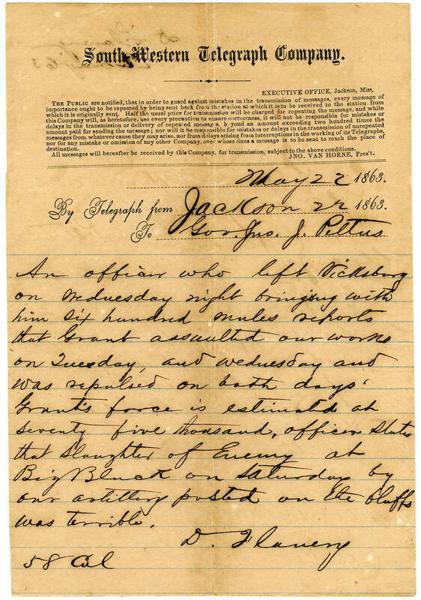 South-Western Telegraph Company.
EXECUTIVE OFFICE, Jackson, Miss,
THE PUBLIC are notified, that in order to guard against mistakes in the transmission of messages, every message of
importance ought to be repeated by being sent back from the station at which it is to be received to the station from
which it is originally sent. Half the usual price for transmission will be charged for repeating the message, and while
this Company will, as heretofore, use every precaution to ensure correctness, it will not be responsible for mistakes or
delays in the transmission or delivery of repeated messages, beyond an amount exceeding two hundred times the
amount paid for sending the message; nor will it be responsible for mistakes or delays in the transmission of unrepeated
messages from whatever cause they may arise, nor from delays arising from interruptions in the working of its Telegraphs,
nor for any mistake or omission of any other Company, over whose lines a message is to be sent to reach the place of
destination.
All messages will hereafter be received by this Company, for transmission, subject to the above conditions.
JNO. VAN HORNE, Pres't.
May 22 1863.
By Telegraph from Jackson 22 1863.
To Gov. Jno. J. Pettus
An officer who left Vicksburg
on Wednesday night bringing with
him Six hundred mules reports
that Grant assaulted our works
on Tuesday, and Wednesday and
was repulsed on both days.
Grants force is estimated at
seventy five thousand, officer states
that Slaughter of Enemy at
Big Black on Saturday by
our artillery posted on the bluffs
was terrible.
D. Flanery
58 Col